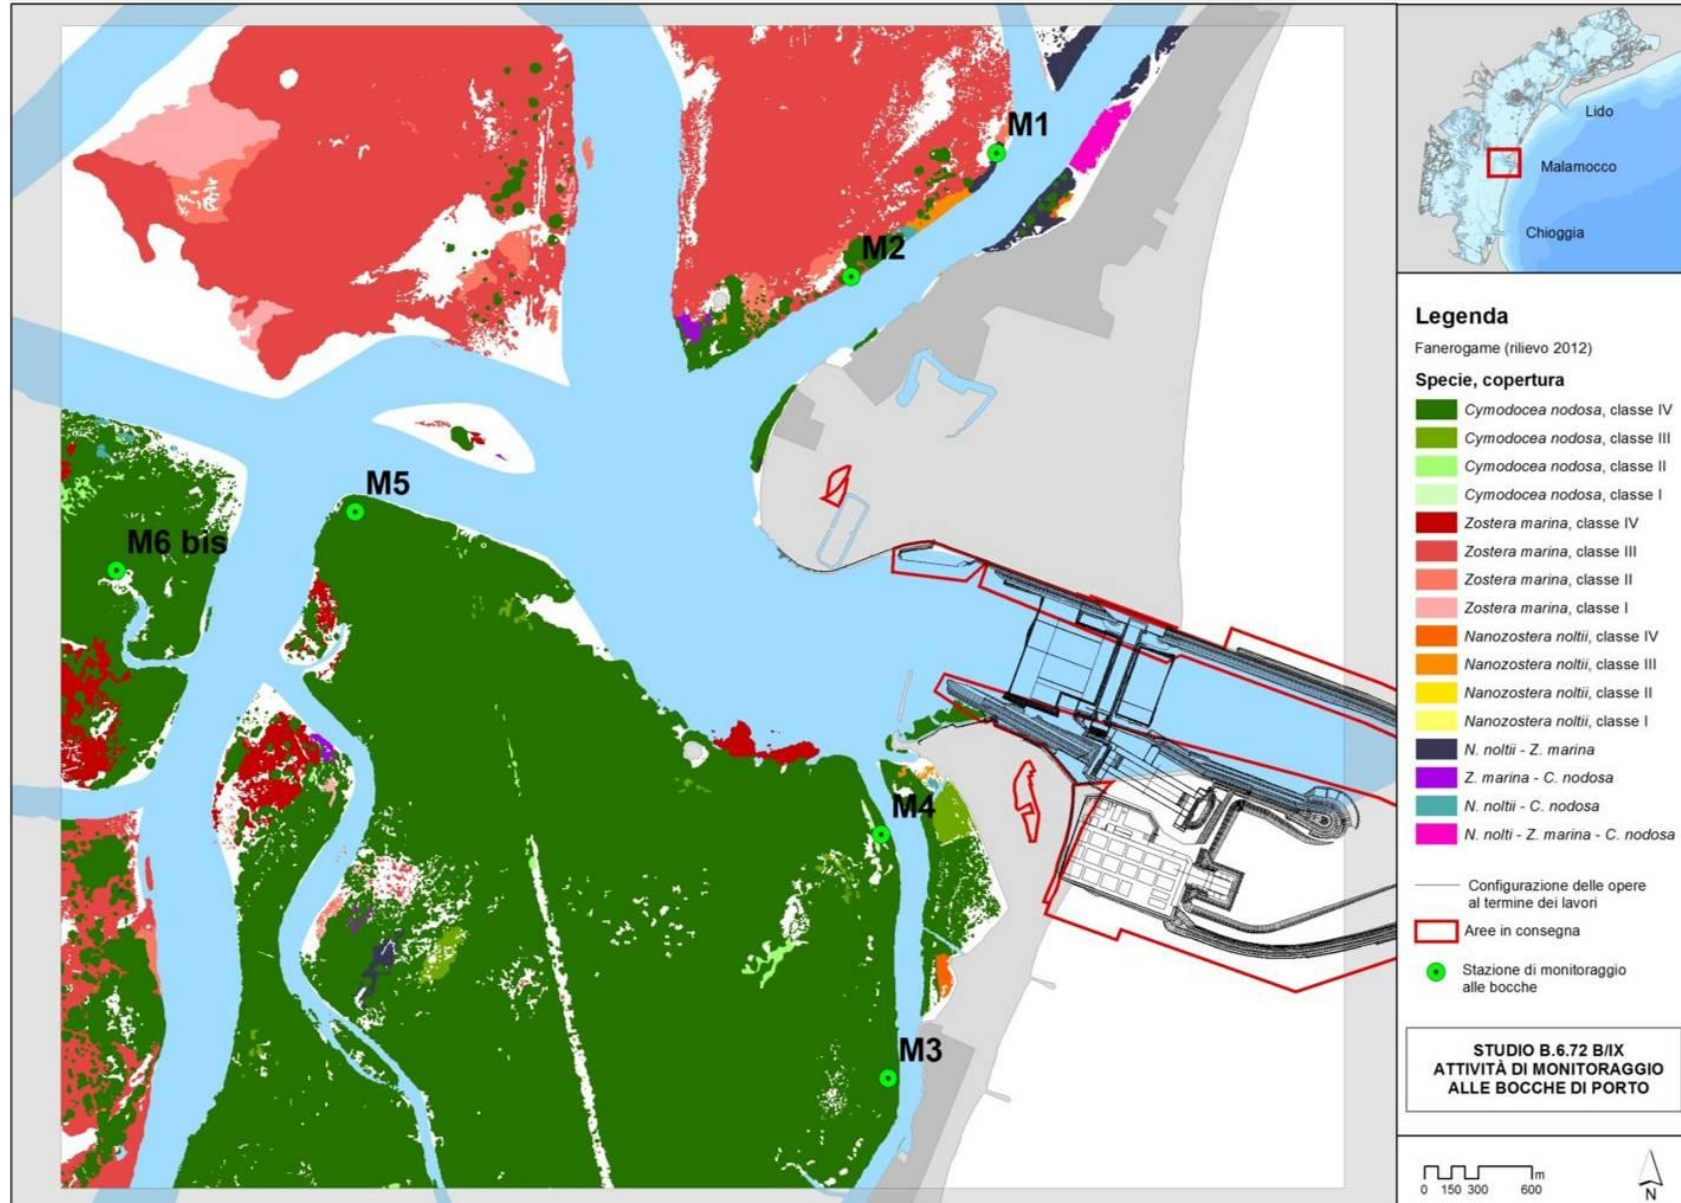 M1
M2
M5
M6 bis
M4
M3
Lido
Malamocco
Chioggia
Legenda
Fanerogame (rilievo 2012)
Specie, copertura
Cymodocea nodosa, classe IV
Cymodocea nodosa, classe III
Cymodocea nodosa, classe II
Cymodocea nodosa, classe I
Zostera marina, classe IV
Zostera marina, classe III
Zostera marina, classe II
Zostera marina, classe I
Nanozostera noltii, classe IV
Nanozostera noltii, classe III
Nanozostera noltii, classe II
Nanozostera noltii, classe I
N. noltii - Z. marina
Z. marina - C. nodosa
N. noltii - C. nodosa
N. nolti - Z. marina - C. nodosa
Configurazione delle opere
al termine dei lavori
Aree in consegna
Stazione di monitoraggio
alle bocche
STUDIO B.6.72 B/IX
ATTIVITÀ DI MONITORAGGIO
ALLE BOCCHE DI PORTO
m
0 150 300 600
N